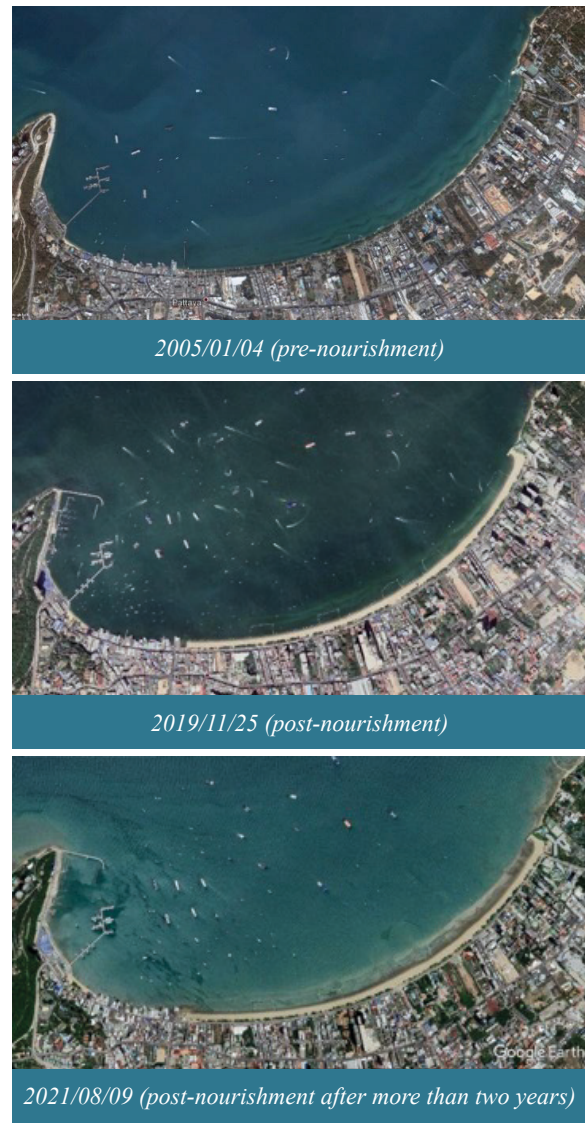 Pattaya
2005/01/04 (pre-nourishment)
2019/11/25 (post-nourishment)
Google Earth
2021/08/09 (post-nourishment after more than two years)